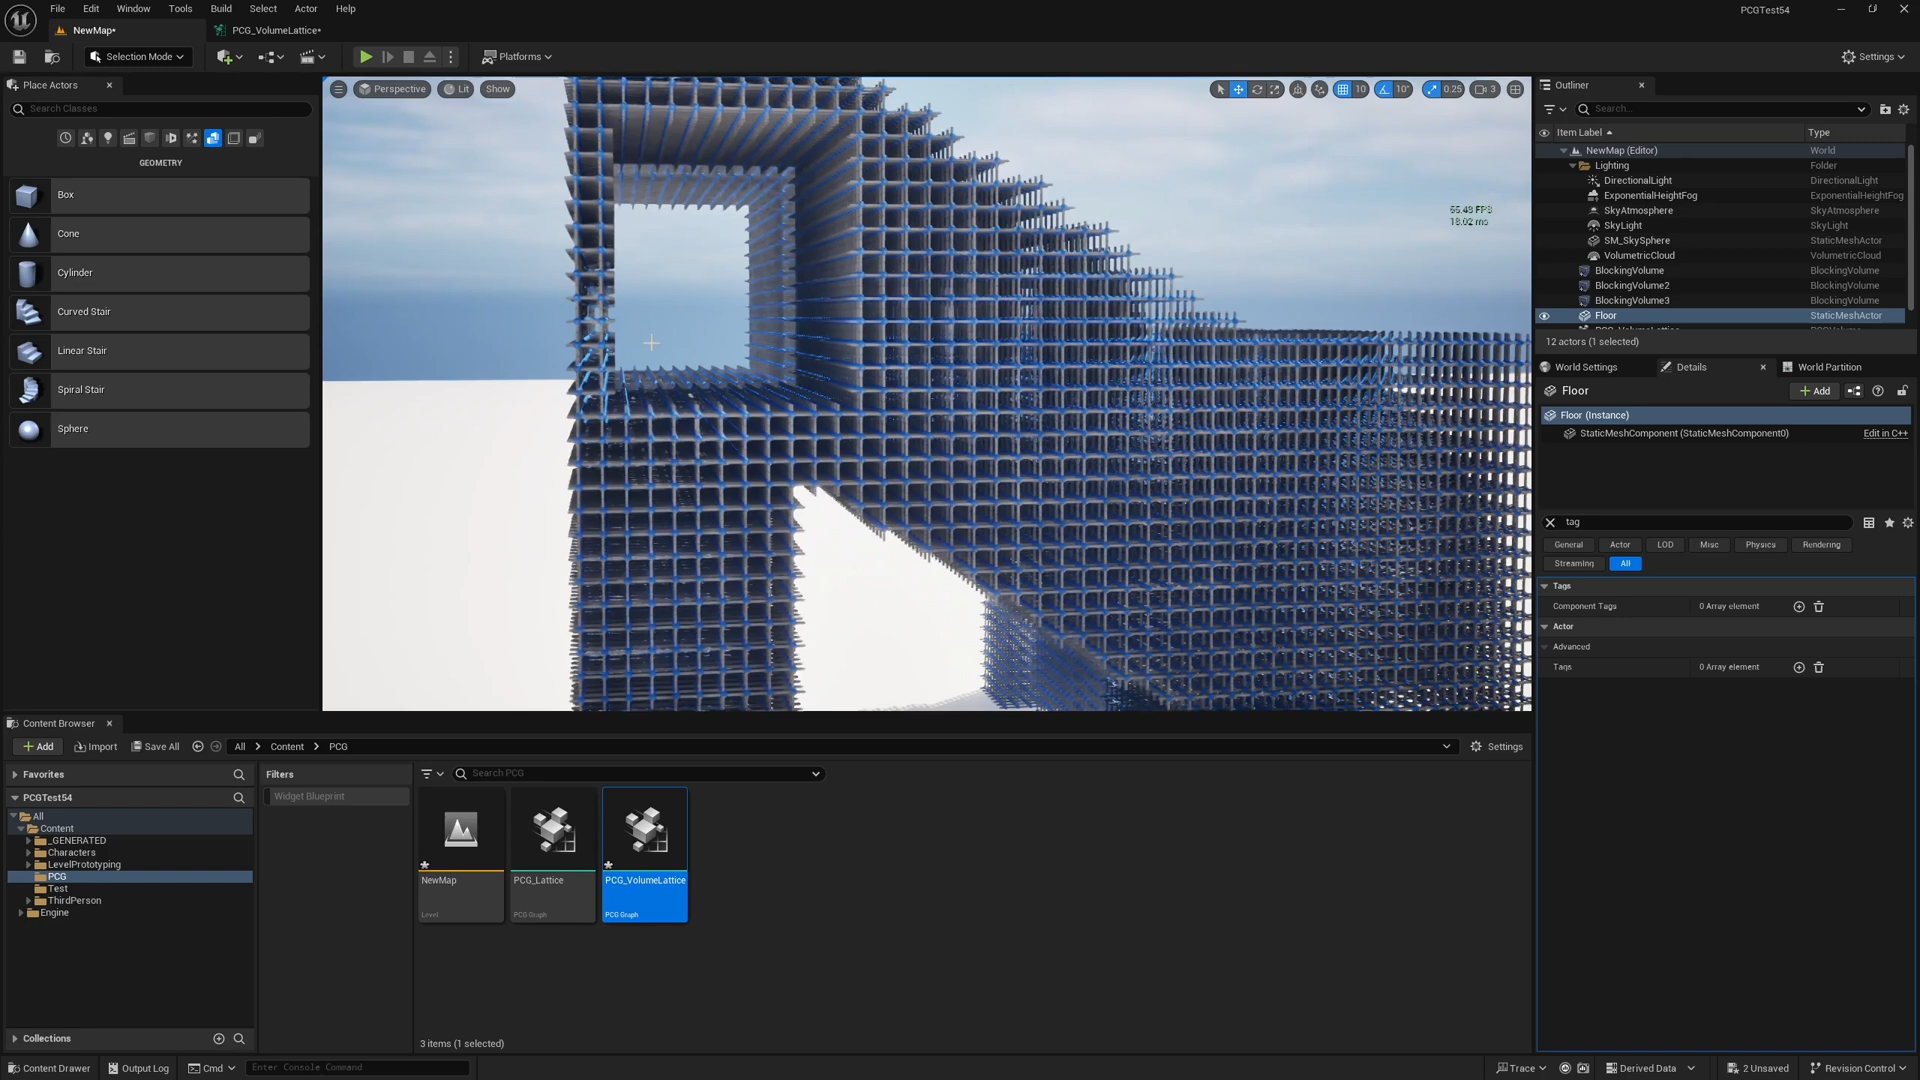 File Edit Window Tools Build Select Actor Help
PCGTest54
NewMap•
PCG_VolumeLattice•
Selection Mode
Platforms
Settings
Place Actors
Search Classes
GEOMETRY
Box
Cone
Cylinder
Curved Stair
Linear Stair
Spiral Stair
Sphere
Perspective Lit Show
10 10° 0.25 3
66.48 FPS
18.02 ms
Outliner
Search...
Item Label Type
NewMap (Editor) World
Lighting Folder
DirectionalLight DirectionalLight
ExponentialHeightFog ExponentialHeightFog
SkyAtmosphere SkyAtmosphere
SkyLight SkyLight
SM_SkySphere StaticMeshActor
VolumetricCloud VolumetricCloud
BlockingVolume BlockingVolume
BlockingVolume2 BlockingVolume
BlockingVolume3 BlockingVolume
Floor StaticMeshActor
12 actors (1 selected)
World Settings Details World Partition
Floor
Add
Floor (Instance)
StaticMeshComponent (StaticMeshComponent0) Edit in C++
tag
General Actor LOD Misc Physics Rendering
Streaming All
Tags
Component Tags 0 Array element
Actor
Advanced
Tags 0 Array element
Content Browser
Add Import Save All All Content PCG Settings
Favorites
Filters
Search PCG
Widget Blueprint
PCGTest54
All
Content
_GENERATED
Characters
LevelPrototyping
PCG
Test
ThirdPerson
Engine
NewMap
Level
PCG_Lattice
PCG Graph
PCG_VolumeLattice
PCG Graph
Collections
3 items (1 selected)
Content Drawer Output Log Cmd Enter Console Command Trace Derived Data 2 Unsaved Revision Control